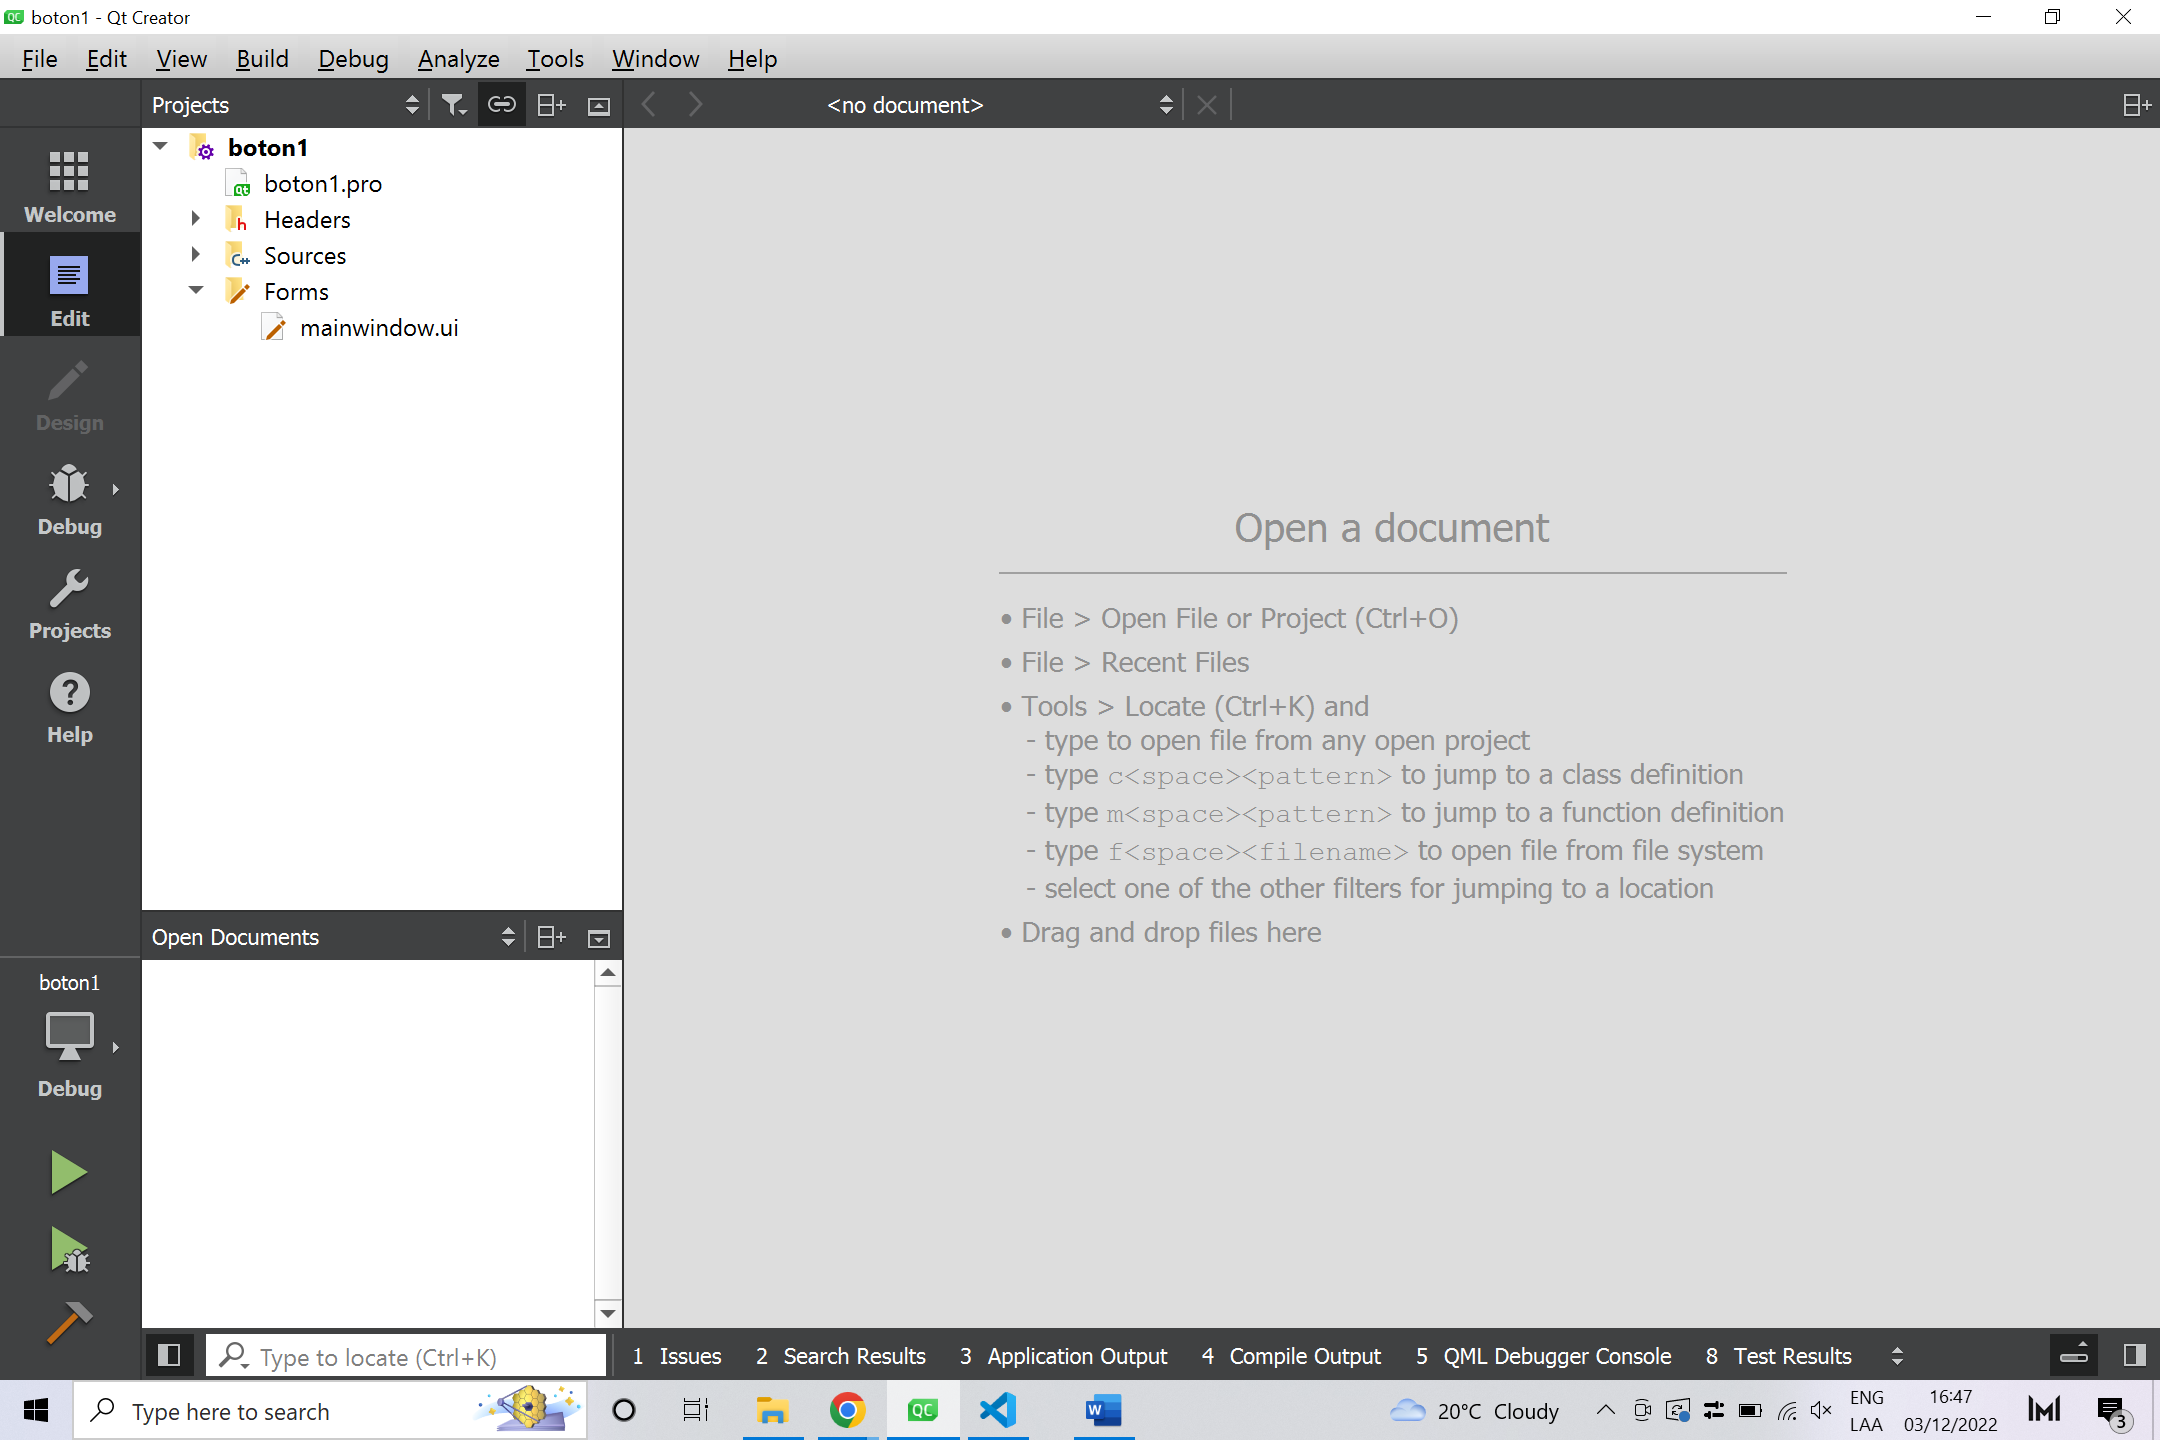 QC boton1 - Qt Creator
File Edit View Build Debug Analyze Tools Window Help
Projects
<no document>
Welcome
Edit
Design
Debug
Projects
Help
boton1
boton1.pro
Headers
Sources
Forms
mainwindow.ui
Open a document
• File > Open File or Project (Ctrl+O)
• File > Recent Files
• Tools > Locate (Ctrl+K) and
- type to open file from any open project
- type c<space><pattern> to jump to a class definition
- type m<space><pattern> to jump to a function definition
- type f<space><filename> to open file from file system
- select one of the other filters for jumping to a location
• Drag and drop files here
Open Documents
boton1
Debug
Type to locate (Ctrl+K)
1 Issues 2 Search Results 3 Application Output 4 Compile Output 5 QML Debugger Console 8 Test Results
Type here to search
QC
W
20°C Cloudy
ENG
LAA
16:47
03/12/2022
3